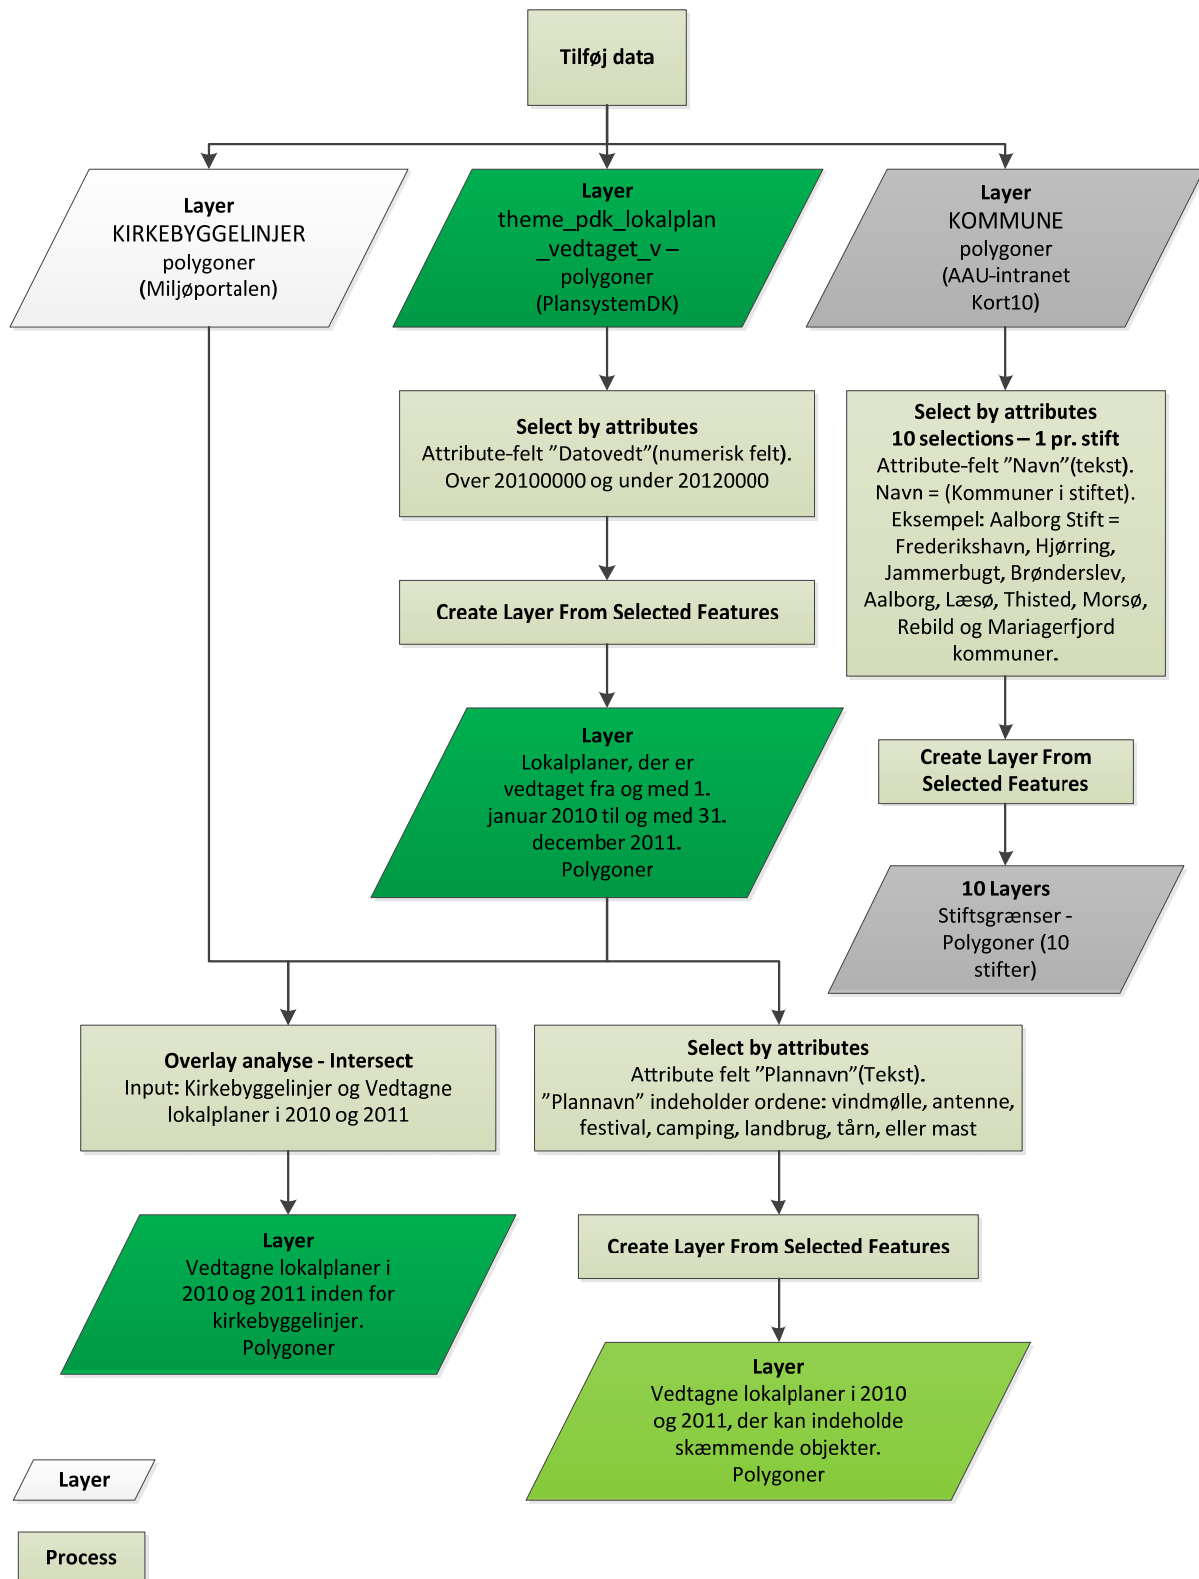 Tilføj data
Layer
KIRKEBYGGELINJER
polygoner
(Miljøportalen)
Layer
theme_pdk_lokalplan
_vedtaget_v –
polygoner
(PlansystemDK)
Layer
KOMMUNE
polygoner
(AAU-intranet
Kort10)
Select by attributes
Attribute-felt ”Datovedt”(numerisk felt).
Over 20100000 og under 20120000
Select by attributes
10 selections – 1 pr. stift
Attribute-felt ”Navn”(tekst).
Navn = (Kommuner i stiftet).
Eksempel: Aalborg Stift =
Frederikshavn, Hjørring,
Jammerbugt, Brønderslev,
Aalborg, Læsø, Thisted, Morsø,
Rebild og Mariagerfjord
kommuner.
Create Layer From Selected Features
Layer
Lokalplaner, der er
vedtaget fra og med 1.
januar 2010 til og med 31.
december 2011.
Polygoner
Create Layer From
Selected Features
10 Layers
Stiftsgrænser -
Polygoner (10
stifter)
Overlay analyse - Intersect
Input: Kirkebyggelinjer og Vedtagne
lokalplaner i 2010 og 2011
Select by attributes
Attribute felt ”Plannavn”(Tekst).
”Plannavn” indeholder ordene: vindmølle, antenne,
festival, camping, landbrug, tårn, eller mast
Layer
Vedtagne lokalplaner i
2010 og 2011 inden for
kirkebyggelinjer.
Polygoner
Create Layer From Selected Features
Layer
Vedtagne lokalplaner i 2010
og 2011, der kan indeholde
skæmmende objekter.
Polygoner
Layer
Process